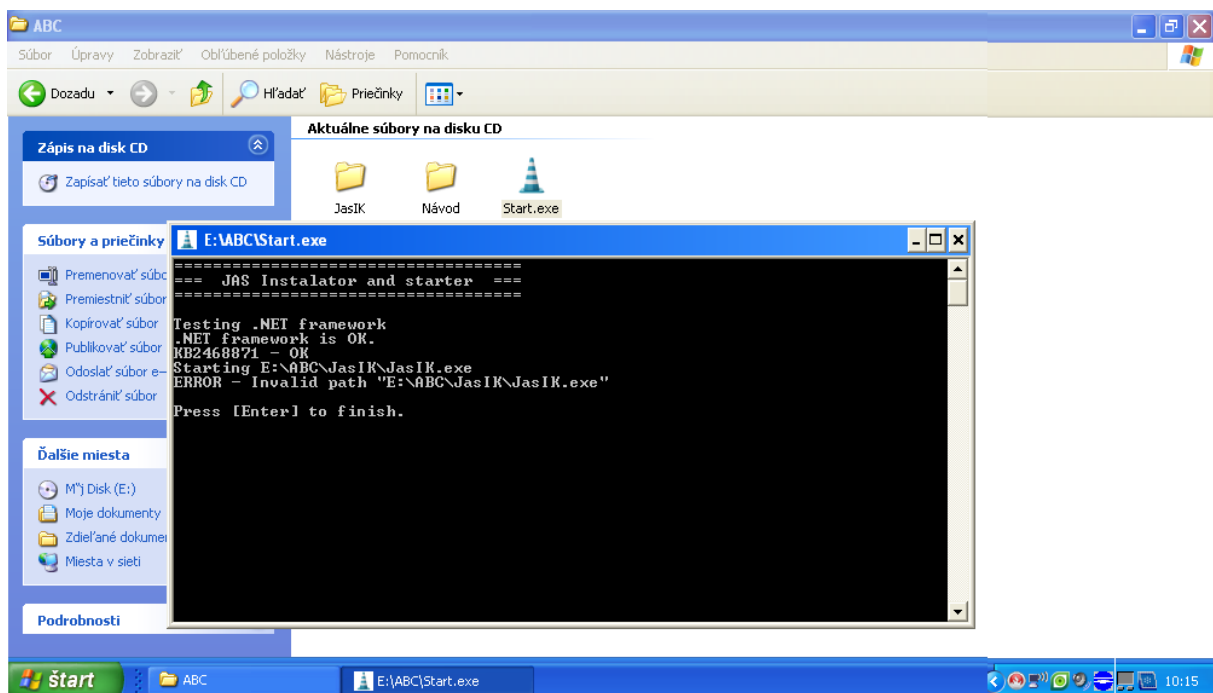 ABC
Súbor Úpravy Zobraziť Obľúbené položky Nástroje Pomocník
Dozadu Hľadať Priečinky
Aktuálne súbory na disku CD
Zápis na disk CD
Zapísať tieto súbory na disk CD
JasIK Návod Start.exe
Súbory a priečinky
E:\ABC\Start.exe
Premenovať súbo
Premiestniť súbor
Kopírovať súbor
Publikovať súbor
Odoslať súbor e–
Odstrániť súbor
====================================
=== JAS Instalator and starter ===
====================================
Testing .NET framework
.NET framework is OK.
KB2468871 – OK
Starting E:\ABC\JasIK\JasIK.exe
ERROR – Invalid path "E:\ABC\JasIK\JasIK.exe"
Press [Enter] to finish.
Ďalšie miesta
M"j Disk (E:)
Moje dokumenty
Zdieľané dokumen
Miesta v sieti
Podrobnosti
štart ABC E:\ABC\Start.exe 10:15